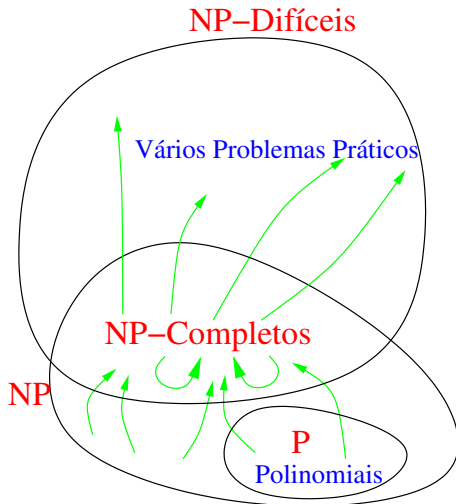 NP–Difíceis
Vários Problemas Práticos
NP–Completos
NP
P
Polinomiais